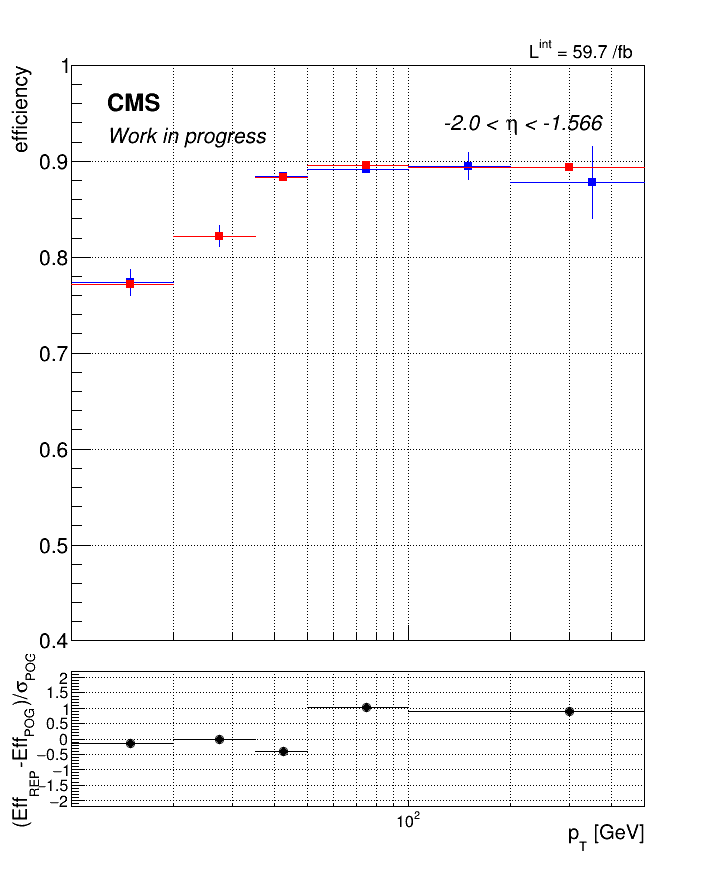 L^int = 59.7 /fb
efficiency
1
CMS
-2.0 < η < -1.566
Work in progress
0.9
0.8
0.7
0.6
0.5
0.4
(Eff_REP -Eff_POG)/σ_POG
2
1.5
1
0.5
0
−0.5
−1
−1.5
−2
10^2
p_T [GeV]